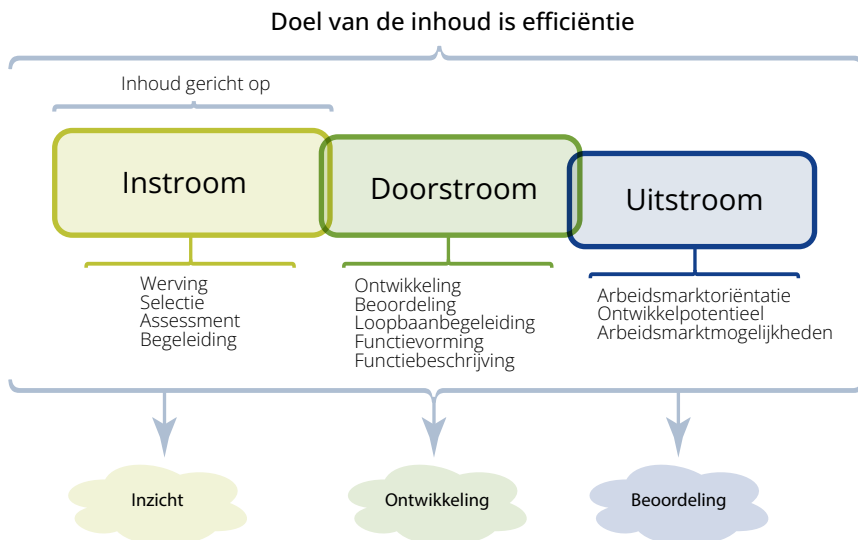 Doel van de inhoud is efficiëntie
Inhoud gericht op
Instroom
Doorstroom
Uitstroom
Werving
Selectie
Assessment
Begeleiding
Ontwikkeling
Beoordeling
Loopbaanbegeleiding
Functievorming
Functiebeschrijving
Arbeidsmarktoriëntatie
Ontwikkelpotentieel
Arbeidsmarktmogelijkheden
Inzicht
Ontwikkeling
Beoordeling